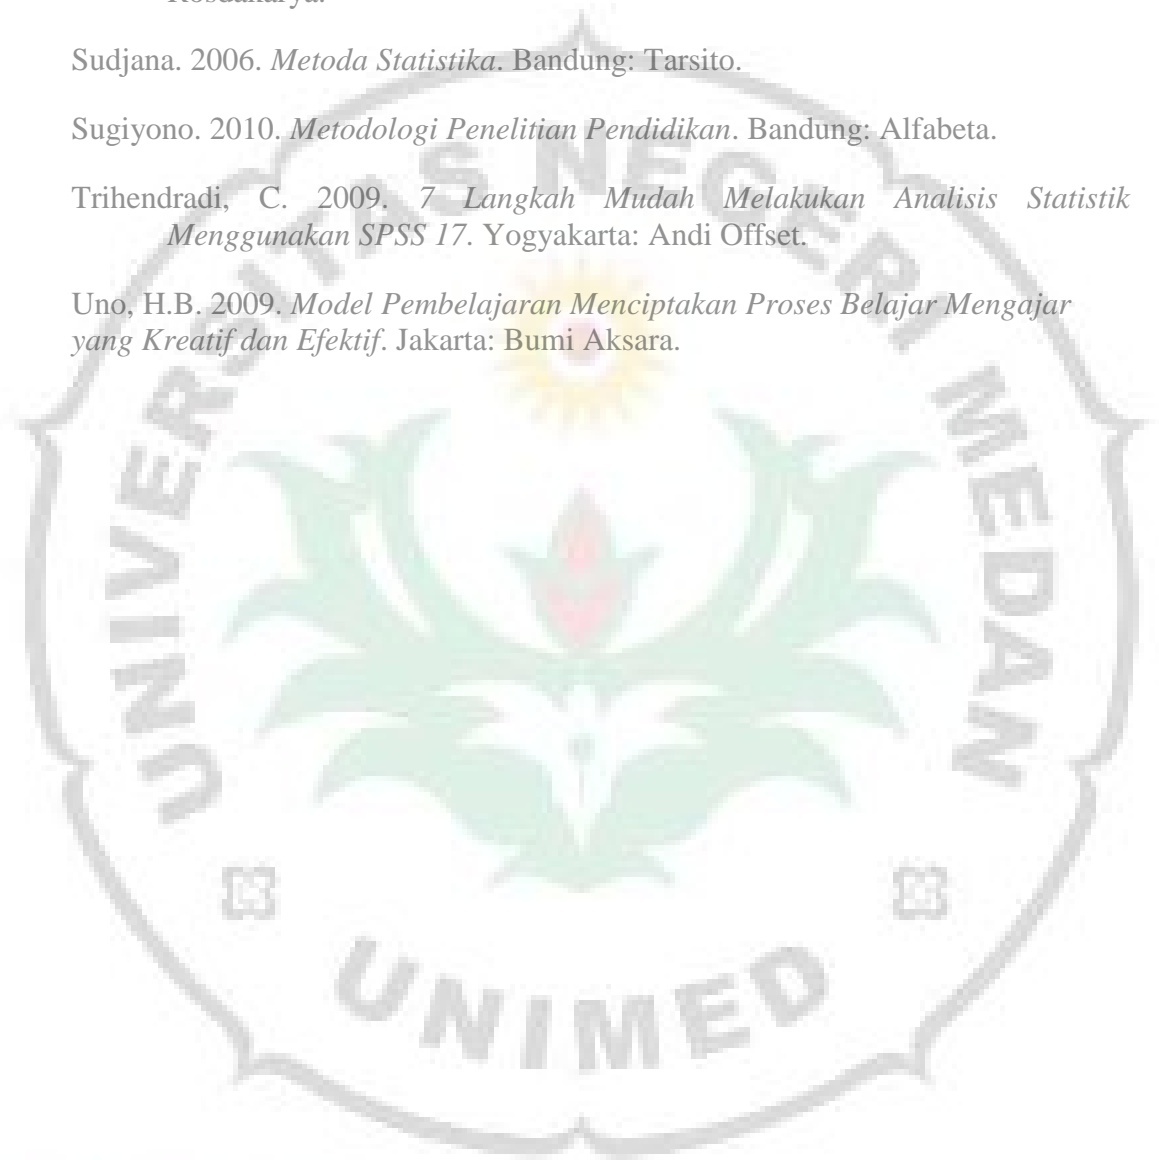 Rosdakarya.
Sudjana. 2006. Metoda Statistika. Bandung: Tarsito.
Sugiyono. 2010. Metodologi Penelitian Pendidikan. Bandung: Alfabeta.
Trihendradi, C. 2009. 7 Langkah Mudah Melakukan Analisis Statistik
Menggunakan SPSS 17. Yogyakarta: Andi Offset.
Uno, H.B. 2009. Model Pembelajaran Menciptakan Proses Belajar Mengajar
yang Kreatif dan Efektif. Jakarta: Bumi Aksara.
UNIVERSITAS NEGERI MEDAN
UNIMED